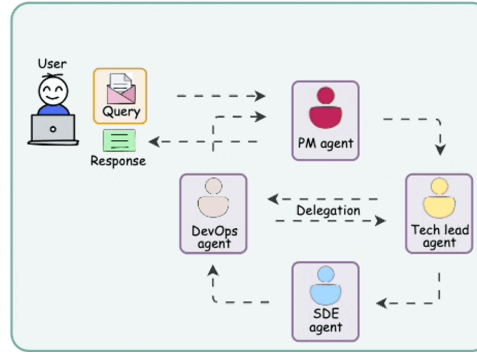 User
Query
Response
PM agent
DevOps
agent
Delegation
Tech lead
agent
SDE
agent